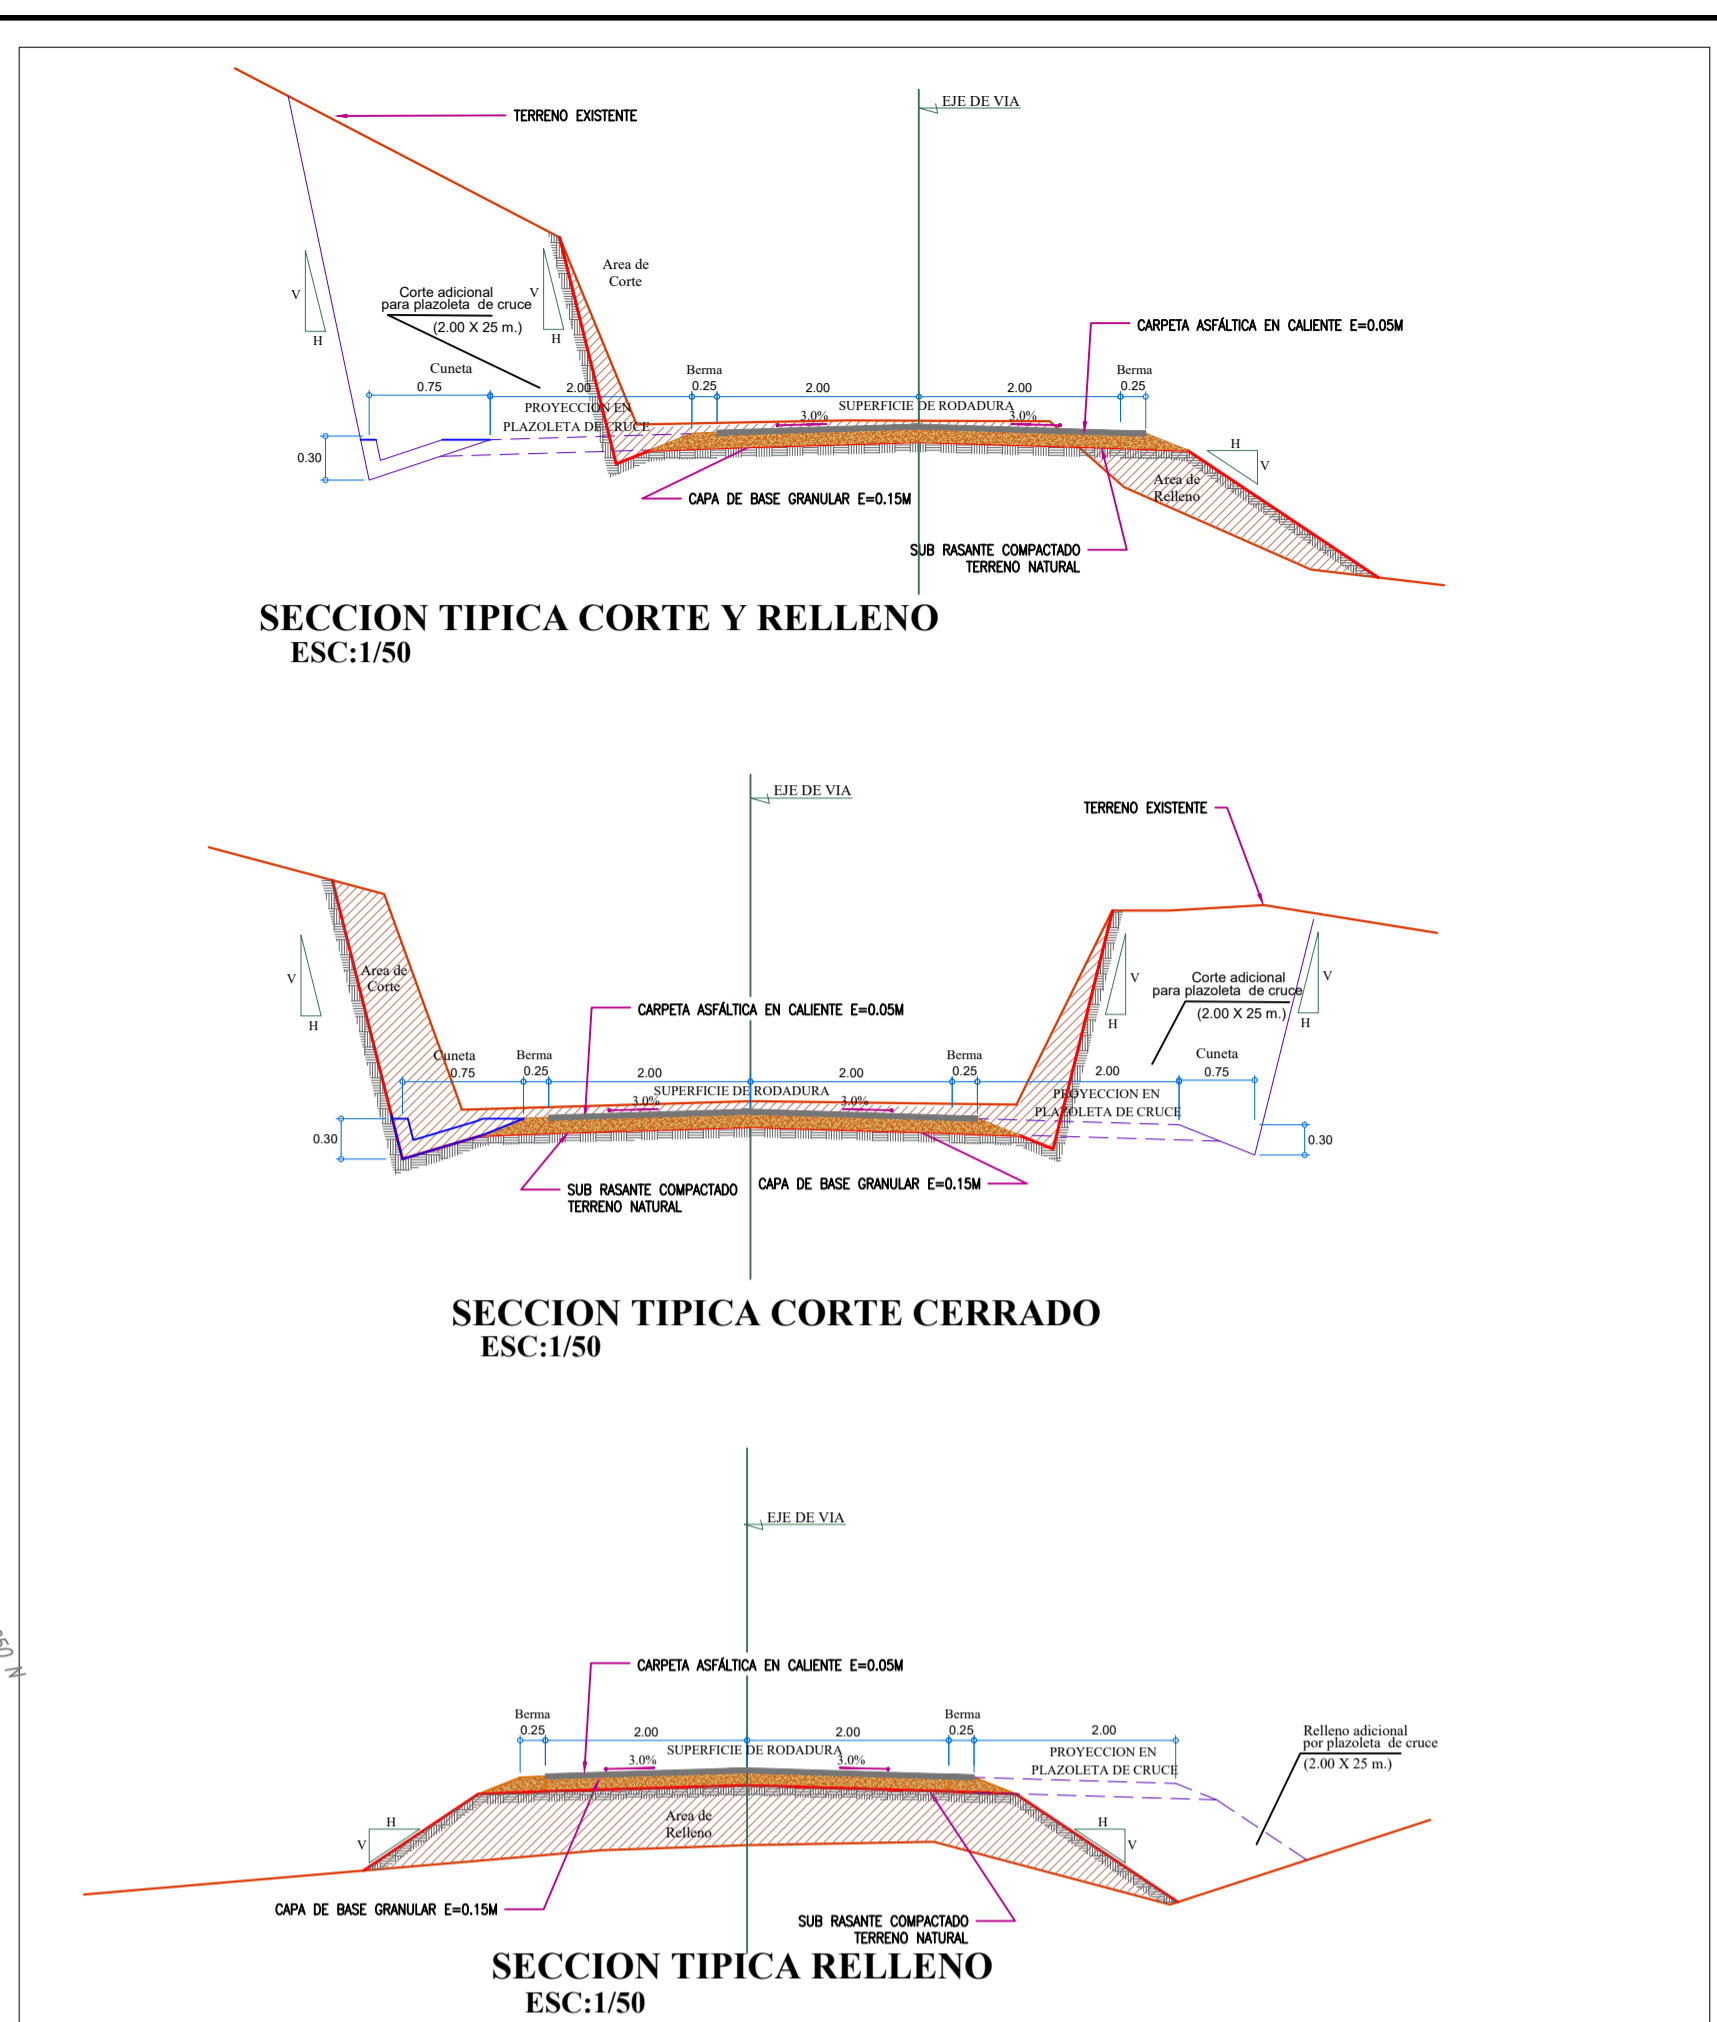 TERRENO EXISTENTE
EJE DE VIA
Area de
Corte
V
H
V
H
Corte adicional
para plazoleta de cruce
(2.00 X 25 m.)
CARPETA ASFÁLTICA EN CALIENTE E=0.05M
Cuneta
0.75
2.00
Berma
0.25
2.00
2.00
Berma
0.25
PROYECCION EN
PLAZOLETA DE CRUCE
SUPERFICIE DE RODADURA
3.0%
3.0%
0.30
H
V
CAPA DE BASE GRANULAR E=0.15M
Area de
Relleno
SUB RASANTE COMPACTADO
TERRENO NATURAL
SECCION TIPICA CORTE Y RELLENO
ESC:1/50
EJE DE VIA
TERRENO EXISTENTE
Area de
Corte
V
H
V
H
V
H
Corte adicional
para plazoleta de cruce
(2.00 X 25 m.)
CARPETA ASFÁLTICA EN CALIENTE E=0.05M
Cuneta
0.75
Berma
0.25
2.00
2.00
Berma
0.25
2.00
Cuneta
0.75
SUPERFICIE DE RODADURA
3.0%
3.0%
PROYECCION EN
PLAZOLETA DE CRUCE
0.30
0.30
SUB RASANTE COMPACTADO
TERRENO NATURAL
CAPA DE BASE GRANULAR E=0.15M
SECCION TIPICA CORTE CERRADO
ESC:1/50
EJE DE VIA
CARPETA ASFÁLTICA EN CALIENTE E=0.05M
Berma
0.25
2.00
2.00
Berma
0.25
2.00
SUPERFICIE DE RODADURA
3.0%
3.0%
PROYECCION EN
PLAZOLETA DE CRUCE
Relleno adicional
por plazoleta de cruce
(2.00 X 25 m.)
H
V
Area de
Relleno
H
V
CAPA DE BASE GRANULAR E=0.15M
SUB RASANTE COMPACTADO
TERRENO NATURAL
SECCION TIPICA RELLENO
ESC:1/50